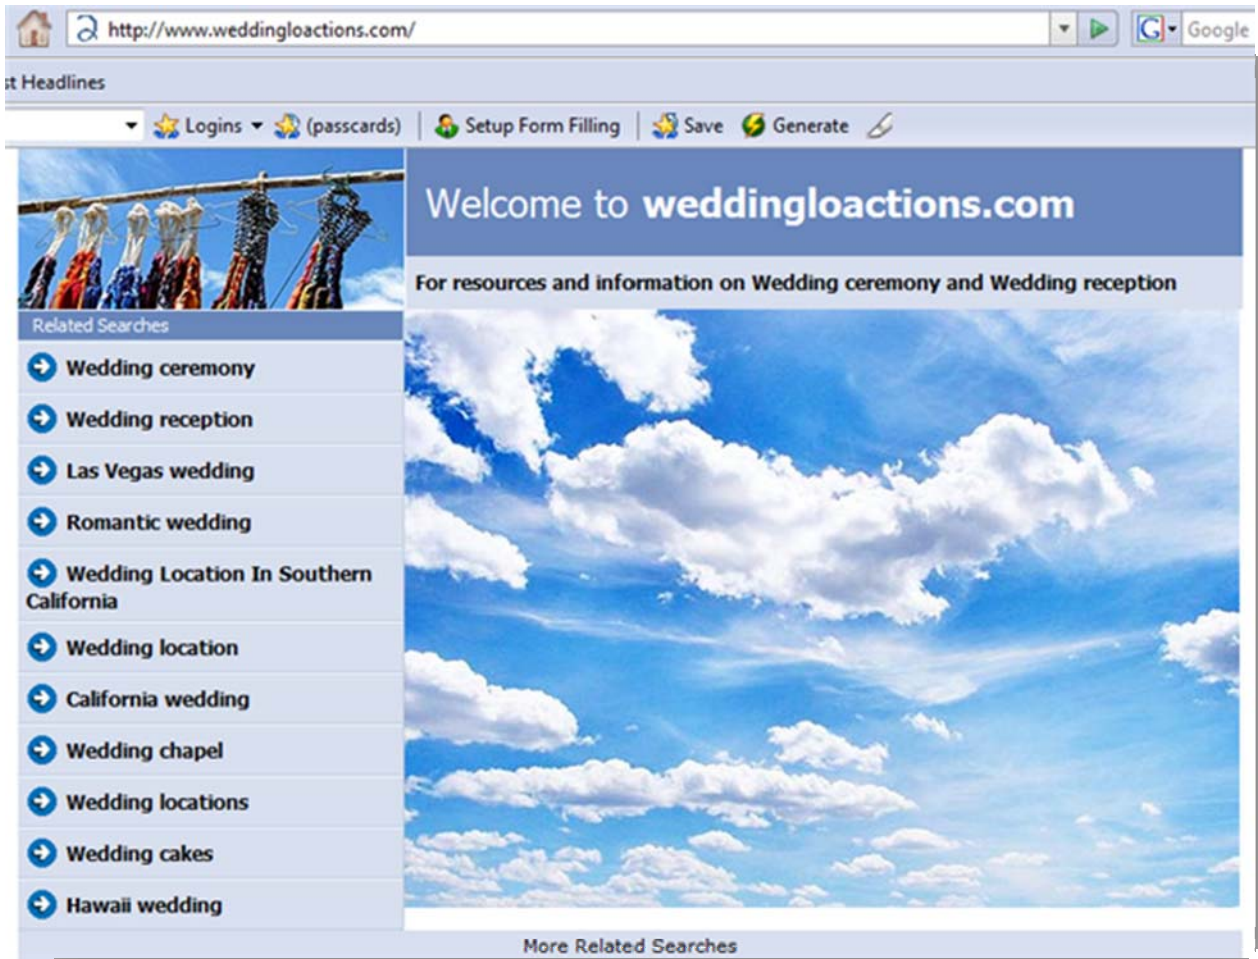 http://www.weddingloactions.com/
Google
st Headlines
Logins (passcards) Setup Form Filling Save Generate
Welcome to weddingloactions.com
For resources and information on Wedding ceremony and Wedding reception
Related Searches
Wedding ceremony
Wedding reception
Las Vegas wedding
Romantic wedding
Wedding Location In Southern
California
Wedding location
California wedding
Wedding chapel
Wedding locations
Wedding cakes
Hawaii wedding
More Related Searches